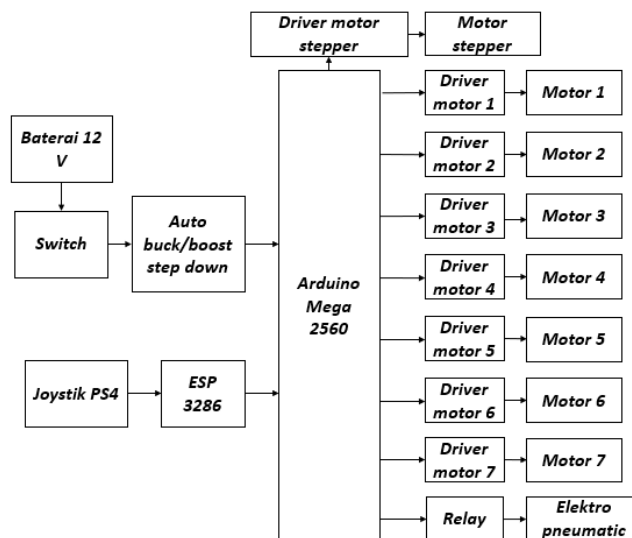 Driver motor
stepper
Motor
stepper
Baterai 12
V
Switch
Auto
buck/boost
step down
Joystik PS4
ESP
3286
Arduino
Mega
2560
Driver
motor 1
Motor 1
Driver
motor 2
Motor 2
Driver
motor 3
Motor 3
Driver
motor 4
Motor 4
Driver
motor 5
Motor 5
Driver
motor 6
Motor 6
Driver
motor 7
Motor 7
Relay
Elektro
pneumatic